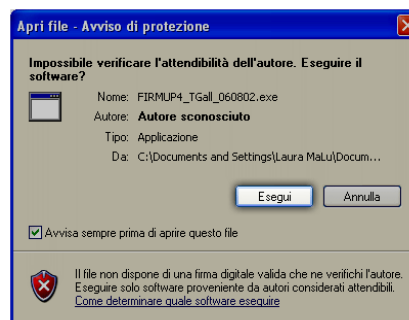 Apri file - Avviso di protezione
Impossibile verificare l'attendibilità dell'autore. Eseguire il
software?
Nome: FIRMUP4_TGall_060802.exe
Autore: Autore sconosciuto
Tipo: Applicazione
Da: C:\Documents and Settings\Laura MaLu\Docum...
Esegui Annulla
Avvisa sempre prima di aprire questo file
Il file non dispone di una firma digitale valida che ne verifichi l'autore.
Eseguire solo software proveniente da autori considerati attendibili.
Come determinare quale software eseguire